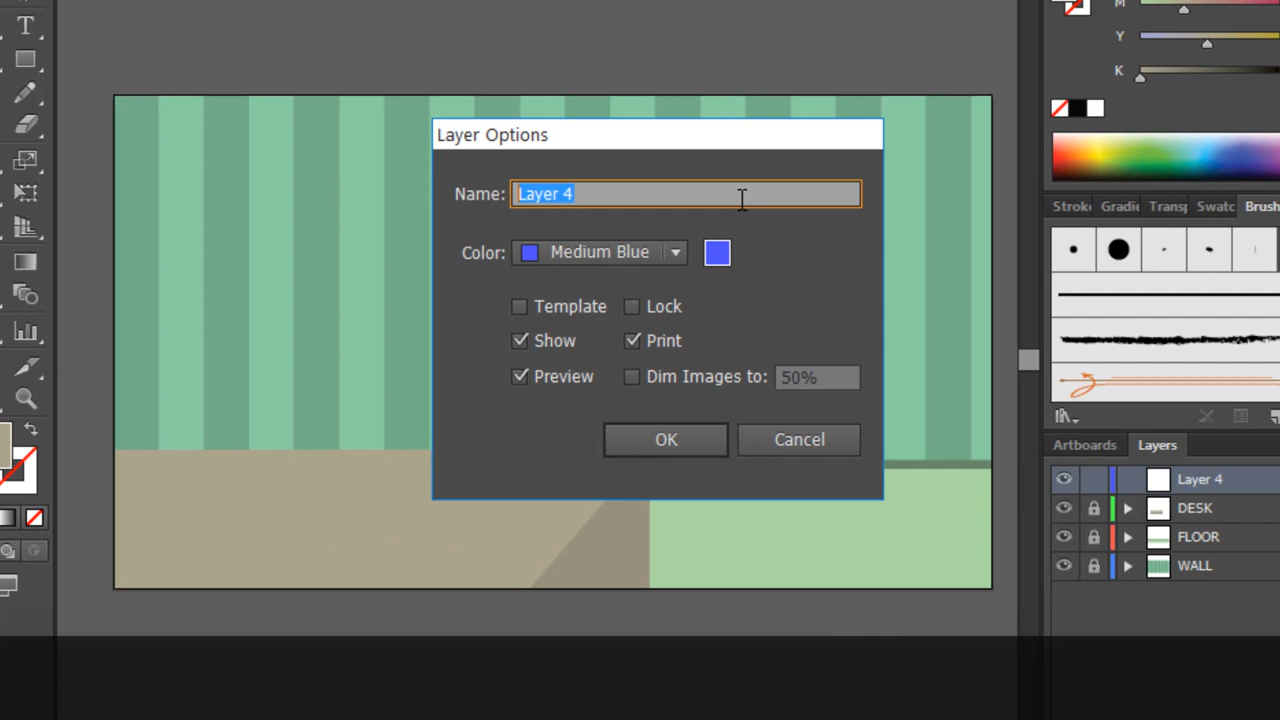 M
Y
K
T
Layer Options
Name: Layer 4
Color: Medium Blue
Template Lock
Show Print
Preview Dim Images to: 50%
OK Cancel
Strok Gradie Transp Swatc Brush
Artboards Layers
Layer 4
DESK
FLOOR
WALL